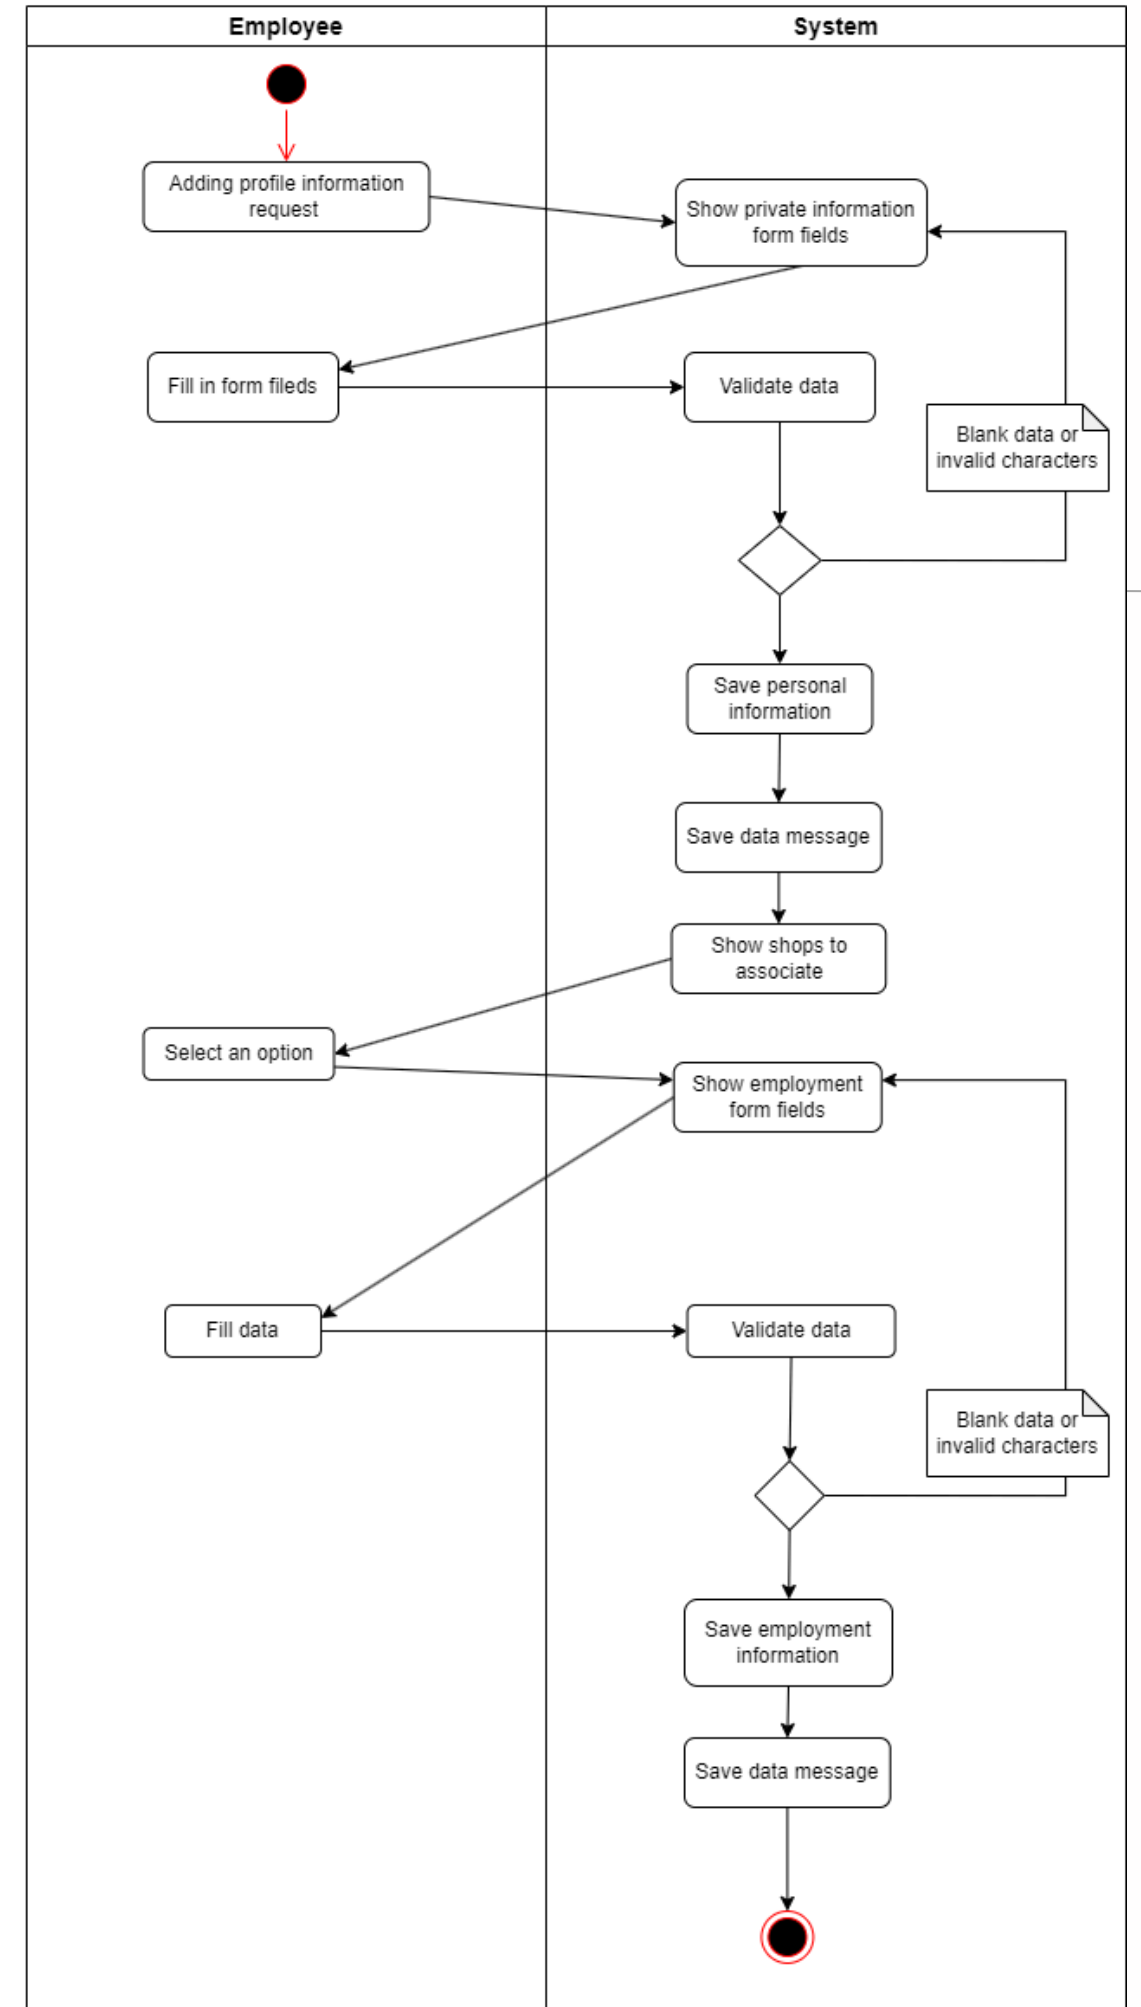 Employee
System
Adding profile information
request
Show private information
form fields
Fill in form fileds
Validate data
Blank data or
invalid characters
Save personal
information
Save data message
Show shops to
associate
Select an option
Show employment
form fields
Fill data
Validate data
Blank data or
invalid characters
Save employment
information
Save data message